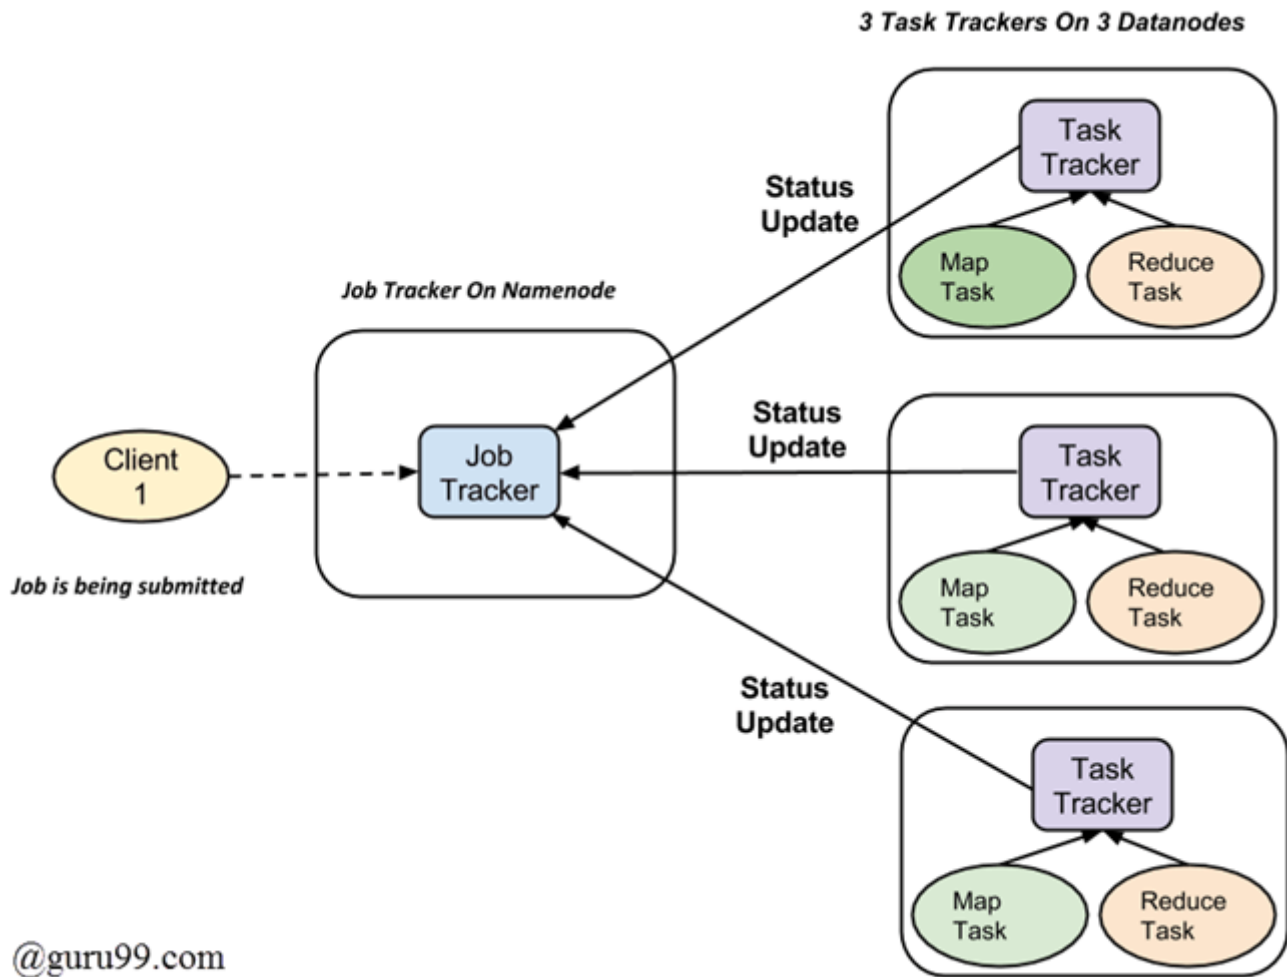 3 Task Trackers On 3 Datanodes
Task
Tracker
Status
Update
Map
Task
Reduce
Task
Job Tracker On Namenode
Client
1
Job
Tracker
Status
Update
Task
Tracker
Map
Task
Reduce
Task
Job is being submitted
Status
Update
Task
Tracker
Map
Task
Reduce
Task
@guru99.com